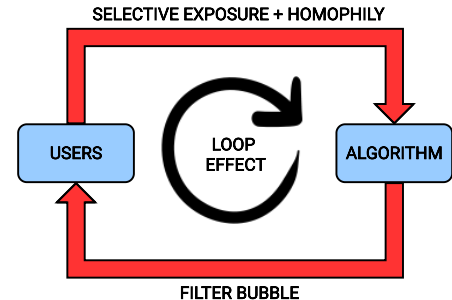 SELECTIVE EXPOSURE + HOMOPHILY
USERS
LOOP
EFFECT
ALGORITHM
FILTER BUBBLE